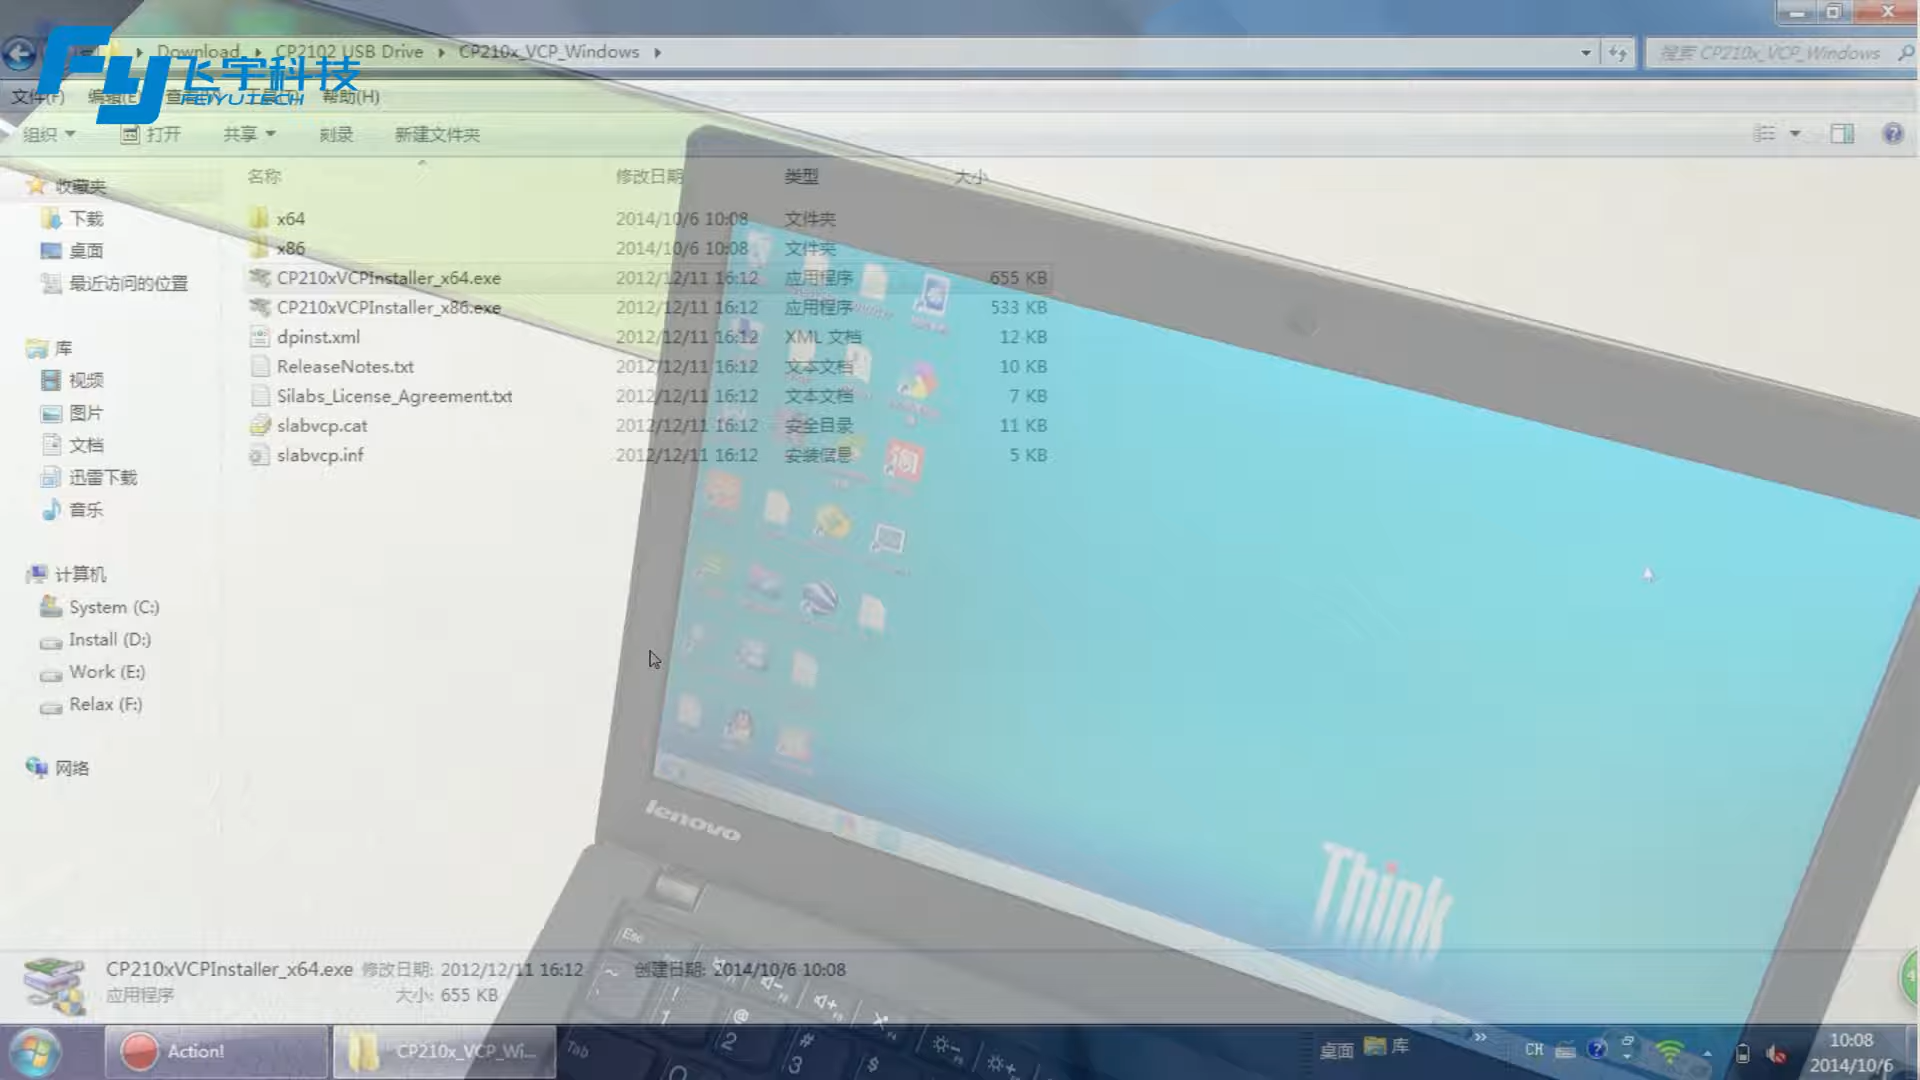 Fy 飞宇科技
FEIYUTECH
Download CP2102 USB Drive CP210x_VCP_Windows
搜索 CP210x_VCP_Windows
文件(F) 帮助(H)
组织 打开 共享 刻录 新建文件夹
名称 修改日期 类型 大小
收藏夹
下载
桌面
最近访问的位置
库
视频
图片
文档
迅雷下载
音乐
计算机
System (C:)
Install (D:)
Work (E:)
Relax (F:)
网络
x64 2014/10/6 10:08 文件夹
x86 2014/10/6 10:08 文件夹
CP210xVCPInstaller_x64.exe 2012/12/11 16:12 应用程序 655 KB
CP210xVCPInstaller_x86.exe 2012/12/11 16:12 应用程序 533 KB
dpinst.xml 2012/12/11 16:12 XML 文档 12 KB
ReleaseNotes.txt 2012/12/11 16:12 文本文档 10 KB
Silabs_License_Agreement.txt 2012/12/11 16:12 文本文档 7 KB
slabvcp.cat 2012/12/11 16:12 安全目录 11 KB
slabvcp.inf 2012/12/11 16:12 安装信息 5 KB
lenovo
Think
CP210xVCPInstaller_x64.exe 修改日期: 2012/12/11 16:12 创建日期: 2014/10/6 10:08
应用程序 大小: 655 KB
Esc
Tab
Action!
CP210x_VCP_Wi...
桌面 库
CH
10:08
2014/10/6